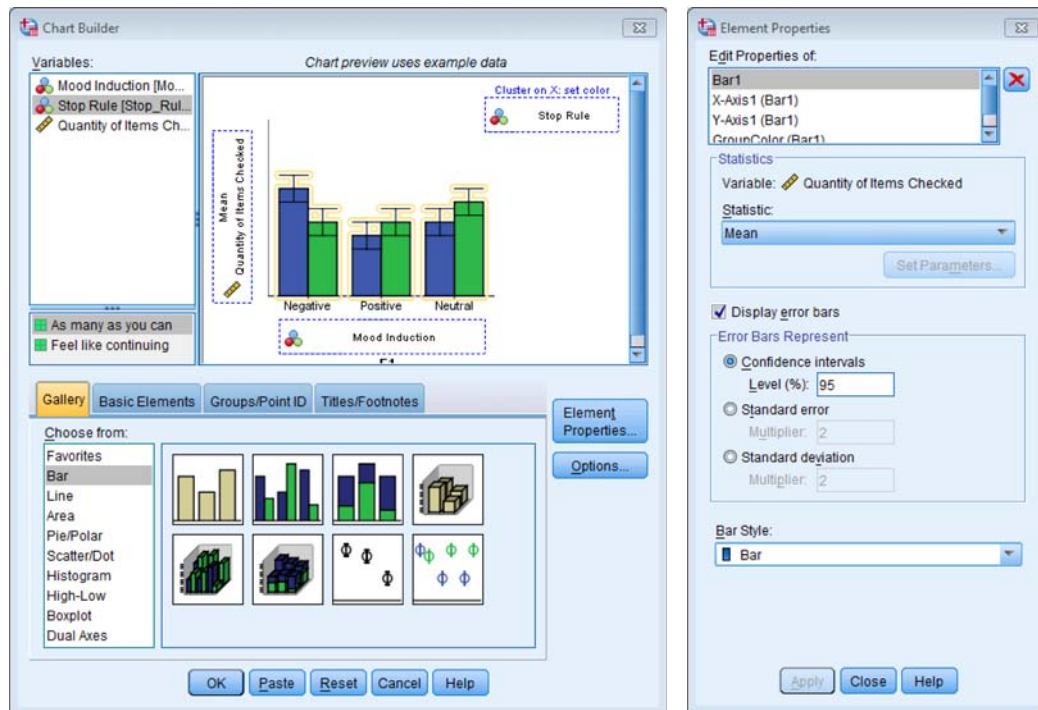 Chart Builder
Variables:
Mood Induction [Mo...
Stop Rule [Stop_Rul...
Quantity of Items Ch...
As many as you can
Feel like continuing
Chart preview uses example data
Cluster on X: set color
Stop Rule
Mean
Quantity of Items Checked
Negative Positive Neutral
Mood Induction
Gallery Basic Elements Groups/Point ID Titles/Footnotes
Choose from:
Favorites
Bar
Line
Area
Pie/Polar
Scatter/Dot
Histogram
High-Low
Boxplot
Dual Axes
Element
Properties...
Options...
OK Paste Reset Cancel Help
Element Properties
Edit Properties of:
Bar1
X-Axis1 (Bar1)
Y-Axis1 (Bar1)
GroupColor (Bar1)
Statistics
Variable: Quantity of Items Checked
Statistic:
Mean
Set Parameters...
Display error bars
Error Bars Represent
Confidence intervals
Level (%): 95
Standard error
Multiplier: 2
Standard deviation
Multiplier: 2
Bar Style:
Bar
Apply Close Help